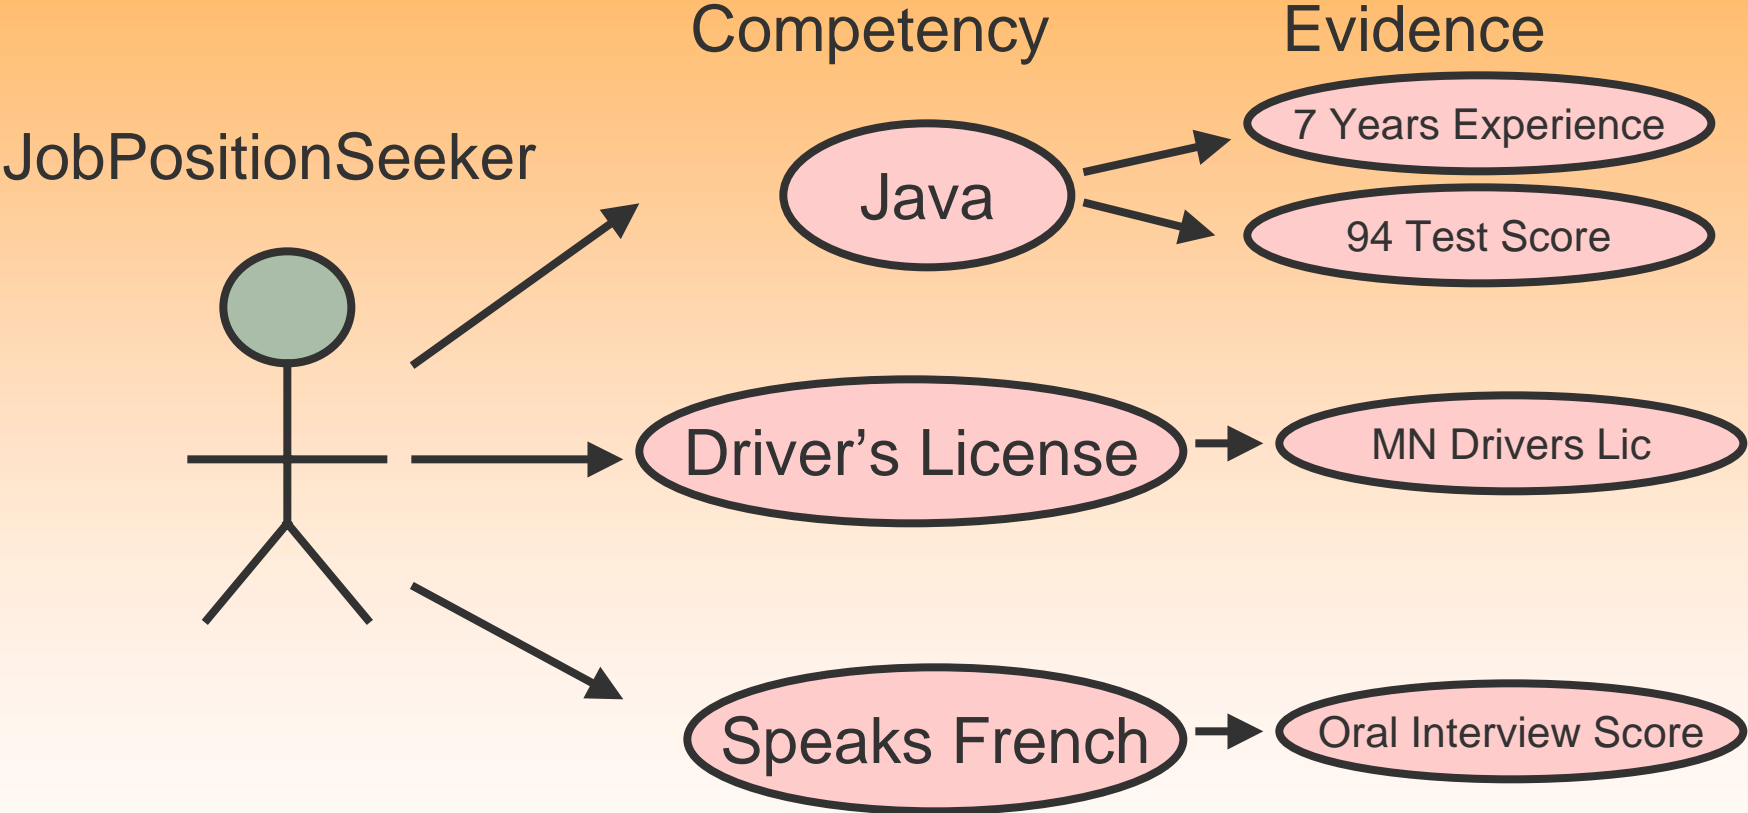 Competency
Evidence
JobPositionSeeker
Java
7 Years Experience
94 Test Score
Driver’s License
MN Drivers Lic
Speaks French
Oral Interview Score